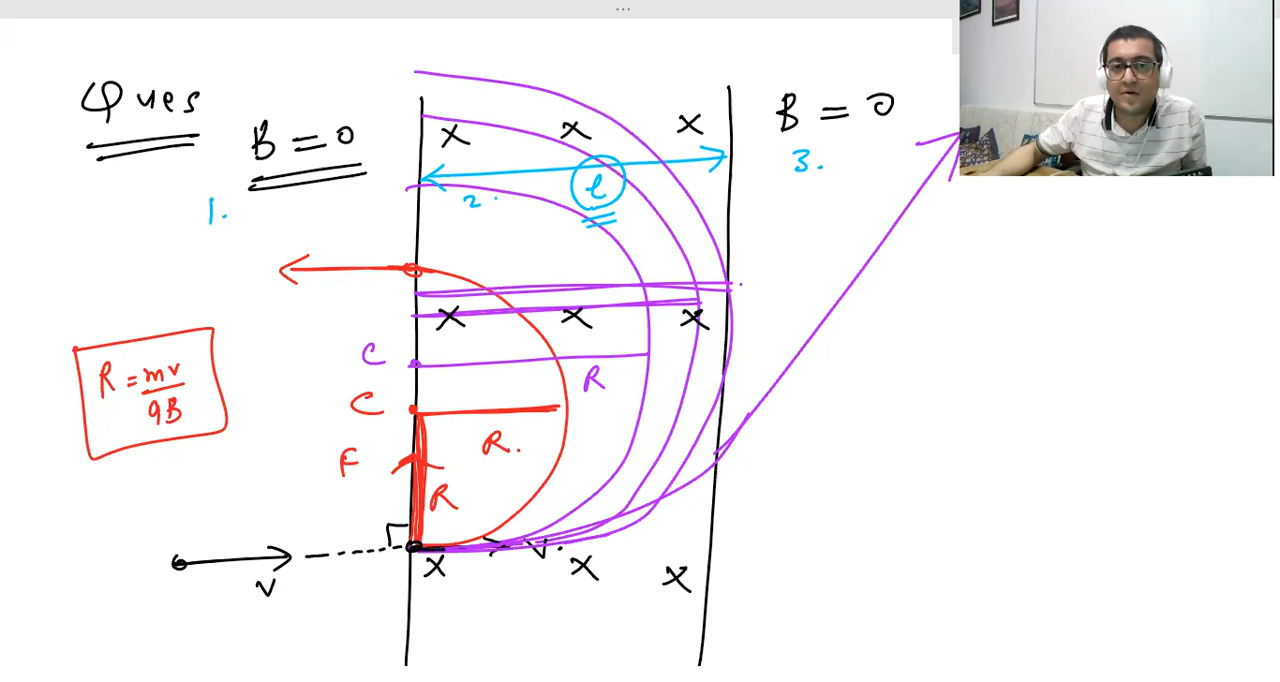 ...
Ques
B = 0
B = 0
x x x
1.
2.
l
3.
x x x
C
R
R = mv/qB
C
R.
F
R
v.
v
x x x